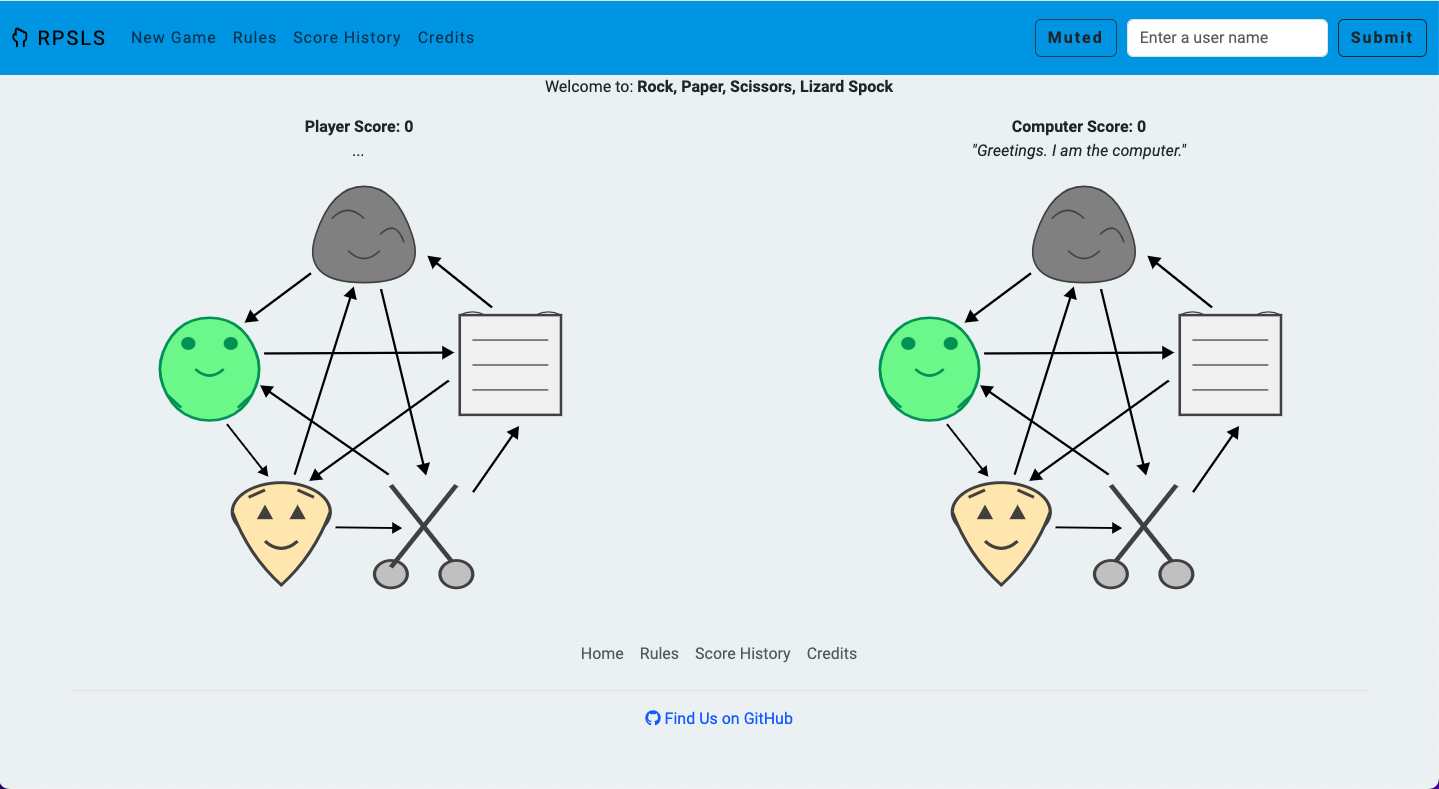 RPSLS New Game Rules Score History Credits Muted Enter a user name Submit
Welcome to: Rock, Paper, Scissors, Lizard Spock
Player Score: 0
...
Computer Score: 0
"Greetings. I am the computer."
Home Rules Score History Credits
Find Us on GitHub